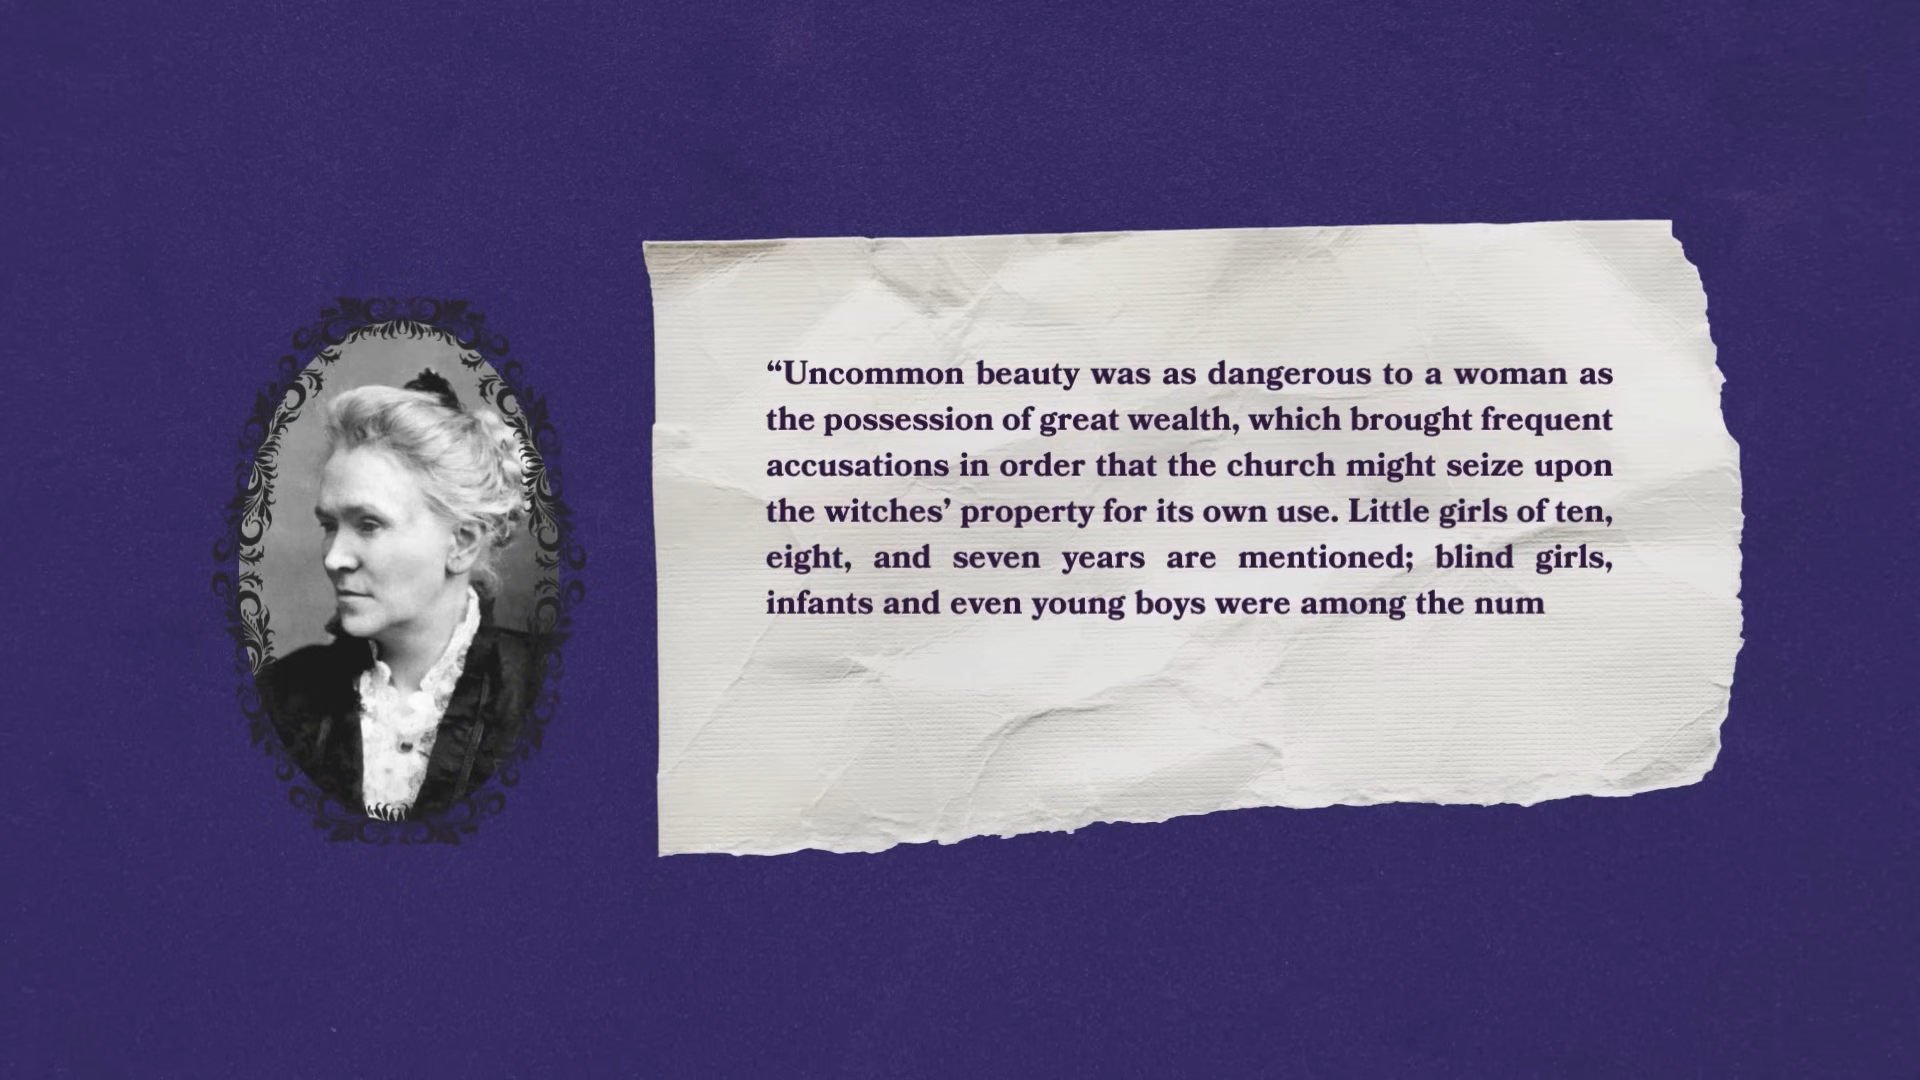 “Uncommon beauty was as dangerous to a woman as
the possession of great wealth, which brought frequent
accusations in order that the church might seize upon
the witches’ property for its own use. Little girls of ten,
eight, and seven years are mentioned; blind girls,
infants and even young boys were among the num